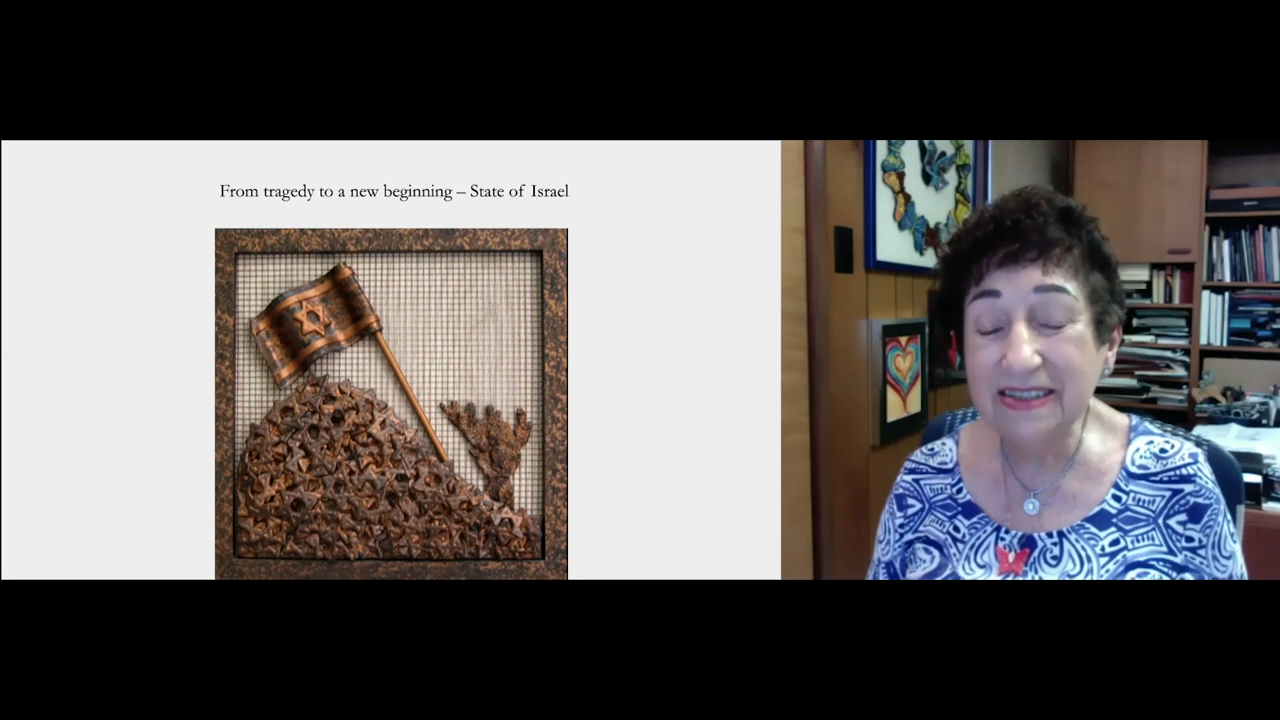 From tragedy to a new beginning – State of Israel